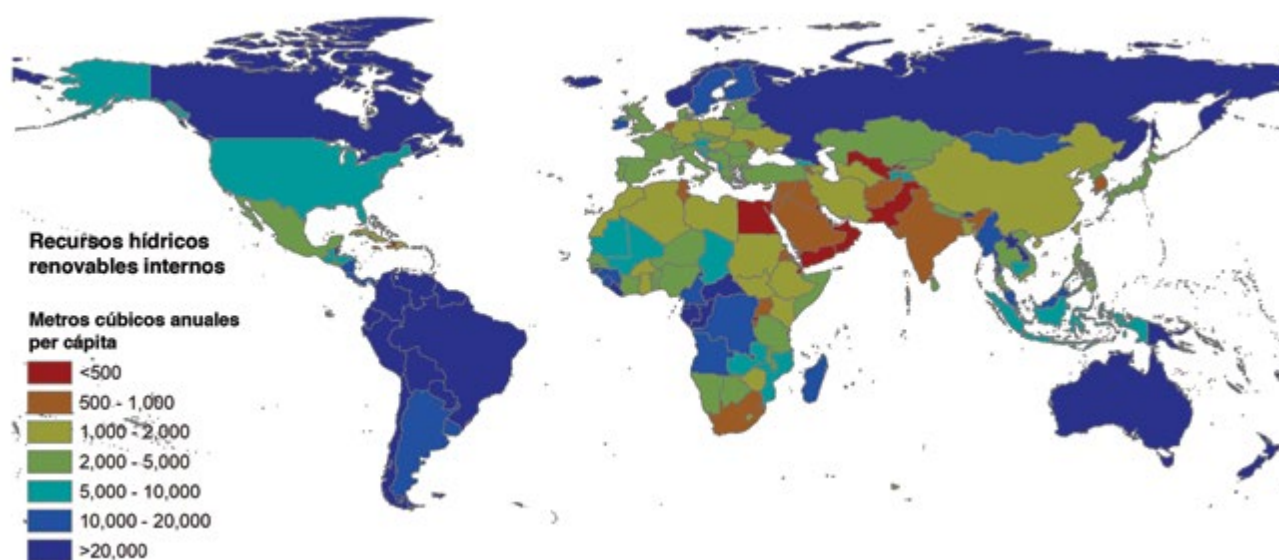 Recursos hídricos
renovables internos
Metros cúbicos anuales
per cápita
<500
500 - 1,000
1,000 - 2,000
2,000 - 5,000
5,000 - 10,000
10,000 - 20,000
>20,000